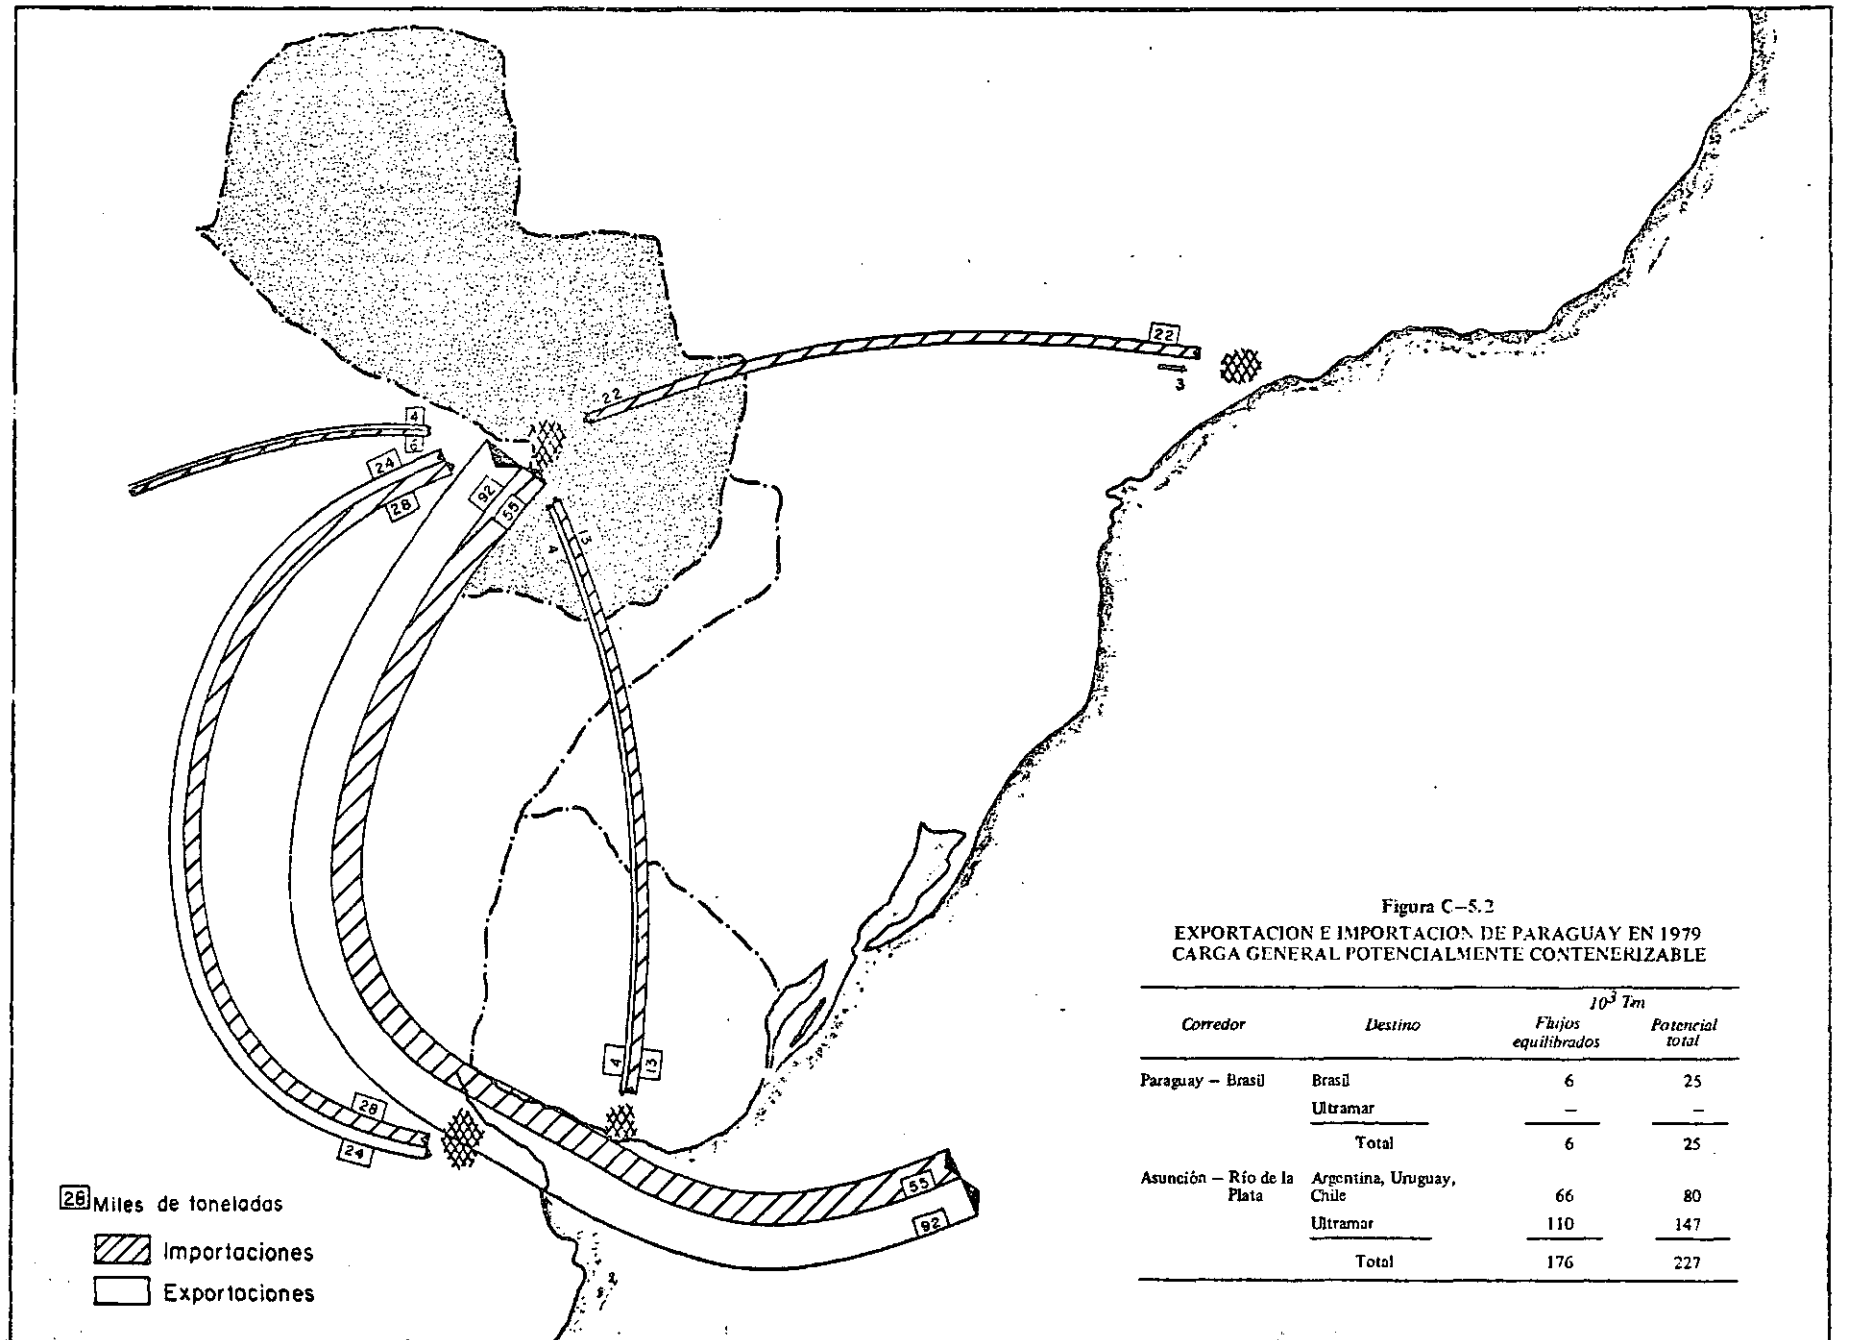 22
22
3
4
6
24
28
92
55
13
4
4
13
28
24
55
92
28 Miles de toneladas
Importaciones
Exportaciones
Figura C-5.2
EXPORTACION E IMPORTACION DE PARAGUAY EN 1979
CARGA GENERAL POTENCIALMENTE CONTENERIZABLE
10³ Tm
Corredor Destino Flujos equilibrados Potencial total
Paraguay – Brasil Brasil 6 25
Ultramar – –
Total 6 25
Asunción – Río de la Plata Argentina, Uruguay, Chile 66 80
Ultramar 110 147
Total 176 227